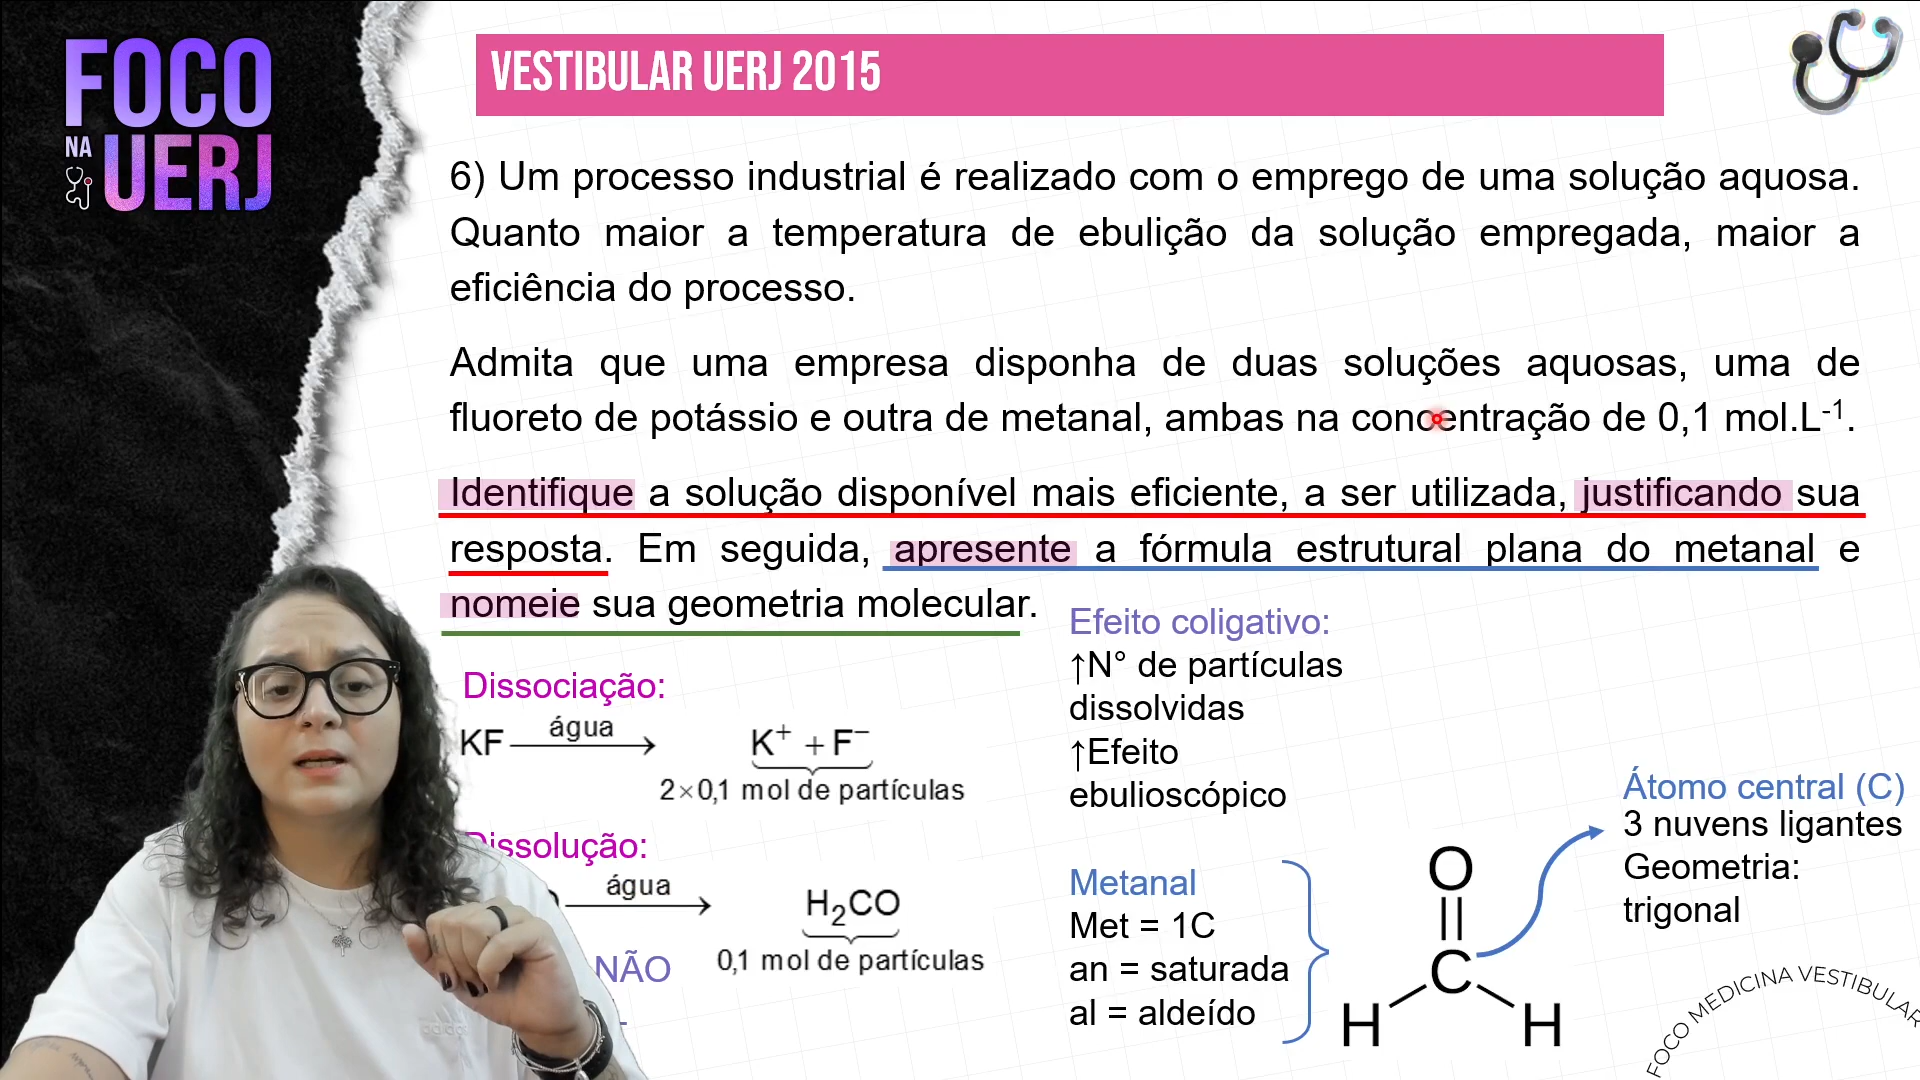 FOCO
NA
UERJ
VESTIBULAR UERJ 2015
6) Um processo industrial é realizado com o emprego de uma solução aquosa.
Quanto maior a temperatura de ebulição da solução empregada, maior a
eficiência do processo.
Admita que uma empresa disponha de duas soluções aquosas, uma de
fluoreto de potássio e outra de metanal, ambas na concentração de 0,1 mol.L⁻¹.
Identifique a solução disponível mais eficiente, a ser utilizada, justificando sua
resposta. Em seguida, apresente a fórmula estrutural plana do metanal e
nomeie sua geometria molecular.
Dissociação:
água
KF → K⁺ + F⁻
2×0,1 mol de partículas
Dissolução:
água
→ H₂CO
0,1 mol de partículas
NÃO
Efeito coligativo:
↑N° de partículas
dissolvidas
↑Efeito
ebulioscópico
Metanal
Met = 1C
an = saturada
al = aldeído
O
C
H H
Átomo central (C)
3 nuvens ligantes
Geometria:
trigonal
FOCO MEDICINA VESTIBULAR